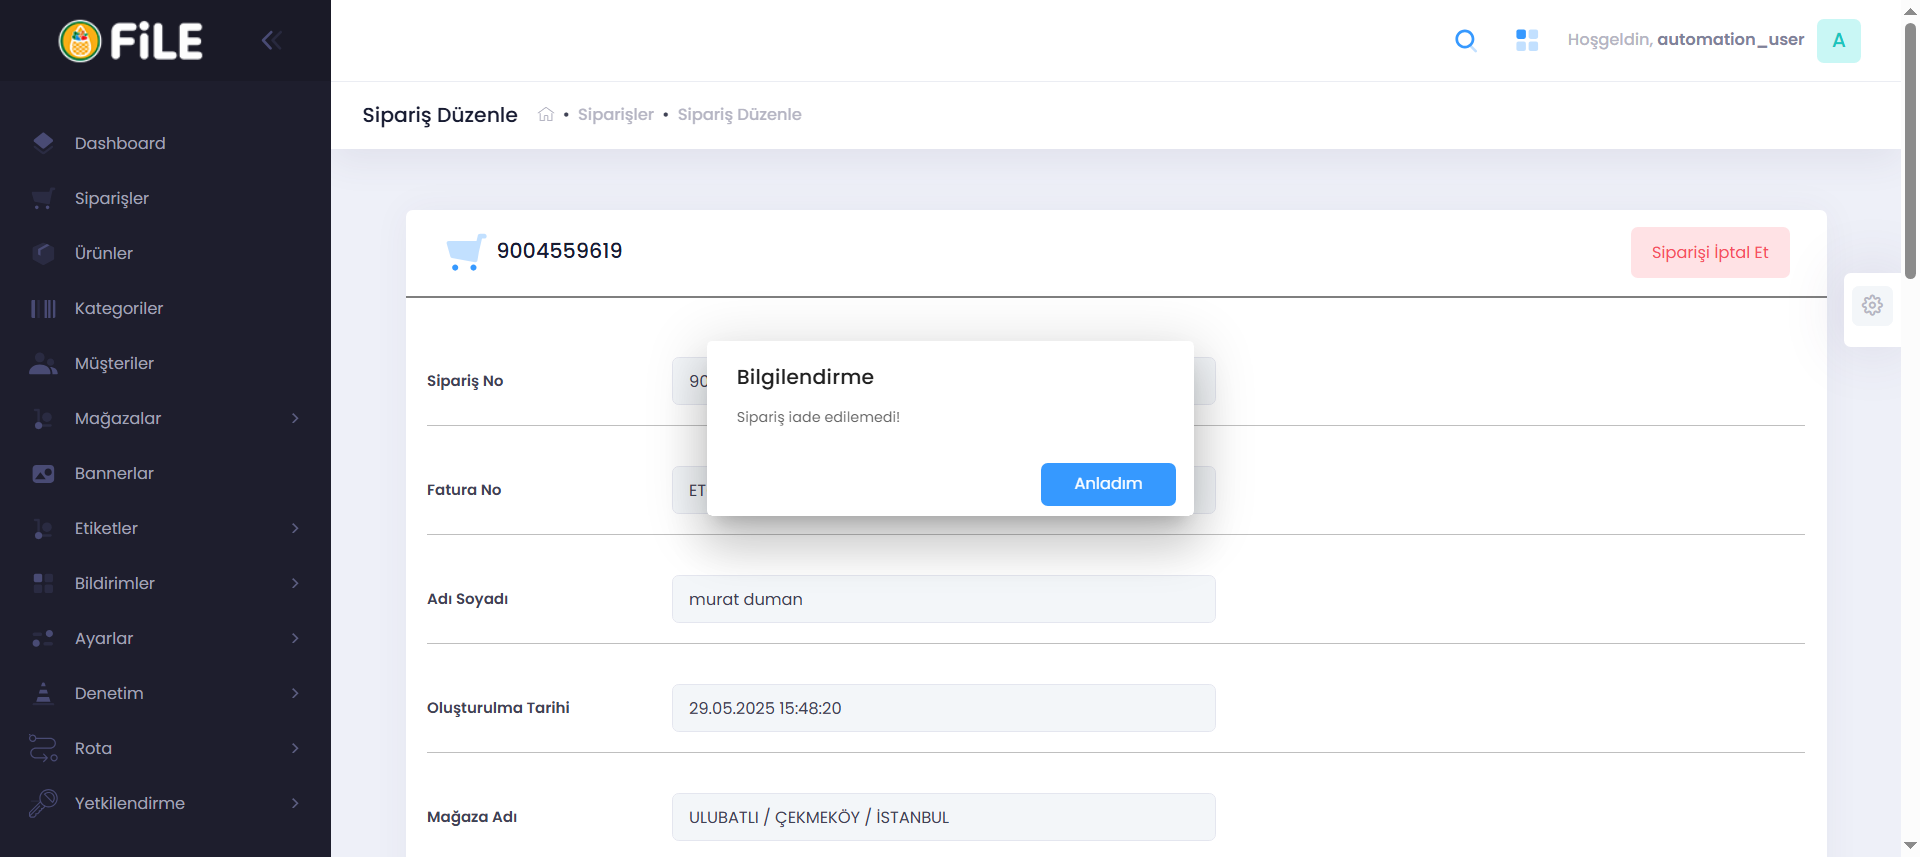 FiLE
Hoşgeldin, automation_user
A
Sipariş Düzenle
• Siparişler • Sipariş Düzenle
Dashboard
Siparişler
Ürünler
Kategoriler
Müşteriler
Mağazalar
Bannerlar
Etiketler
Bildirimler
Ayarlar
Denetim
Rota
Yetkilendirme
9004559619
Siparişi İptal Et
Sipariş No
90
Bilgilendirme
Sipariş iade edilemedi!
Anladım
Fatura No
ET
Adı Soyadı
murat duman
Oluşturulma Tarihi
29.05.2025 15:48:20
Mağaza Adı
ULUBATLI / ÇEKMEKÖY / İSTANBUL